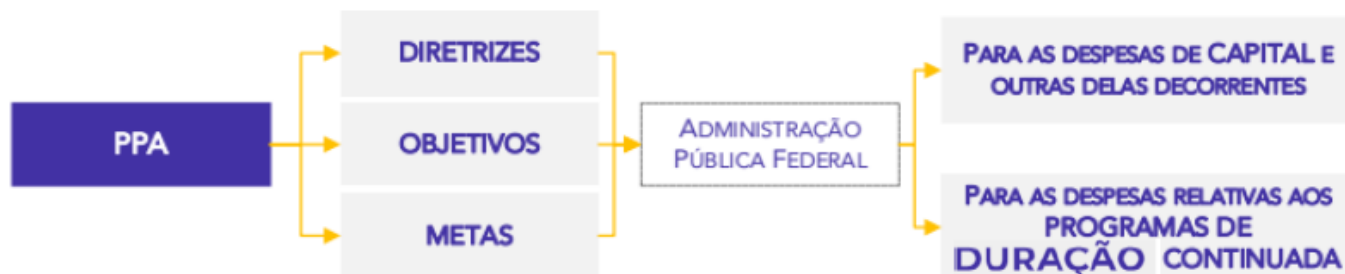 PPA
DIRETRIZES
OBJETIVOS
METAS
ADMINISTRAÇÃO
PÚBLICA FEDERAL
PARA AS DESPESAS DE CAPITAL E
OUTRAS DELAS DECORRENTES
PARA AS DESPESAS RELATIVAS AOS
PROGRAMAS DE
DURAÇÃO CONTINUADA